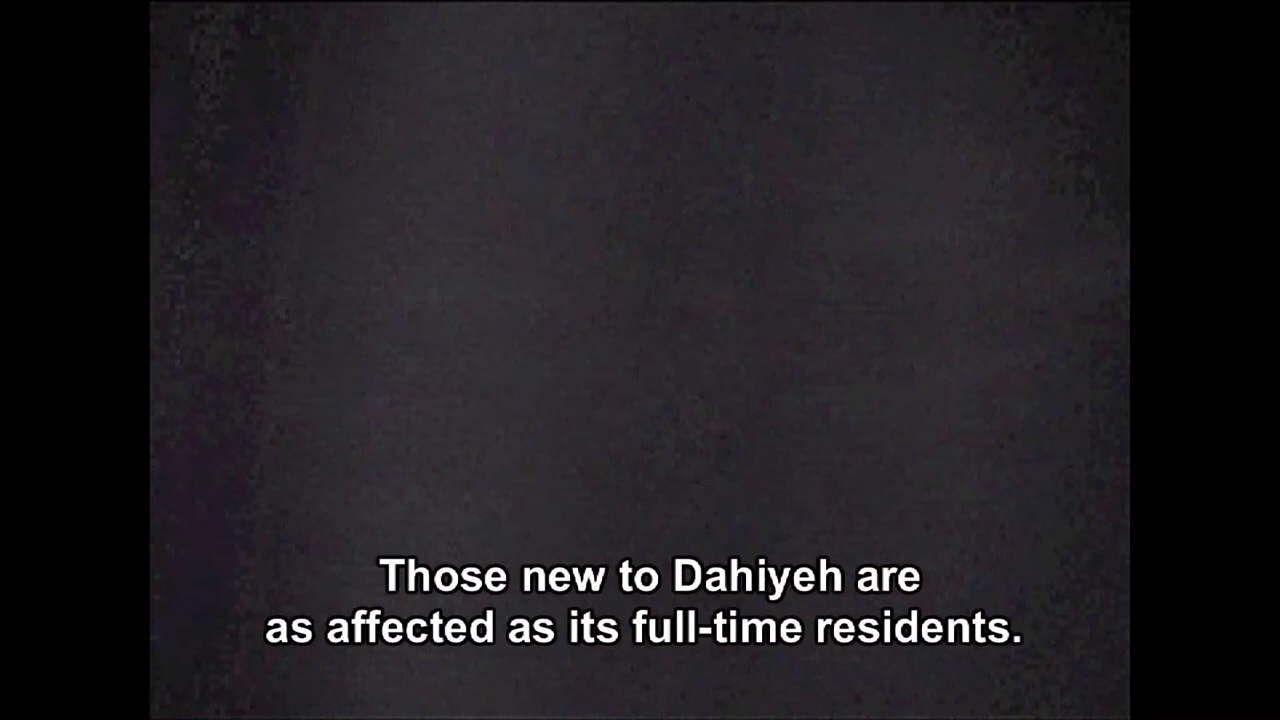 Those new to Dahiyeh are
as affected as its full-time residents.